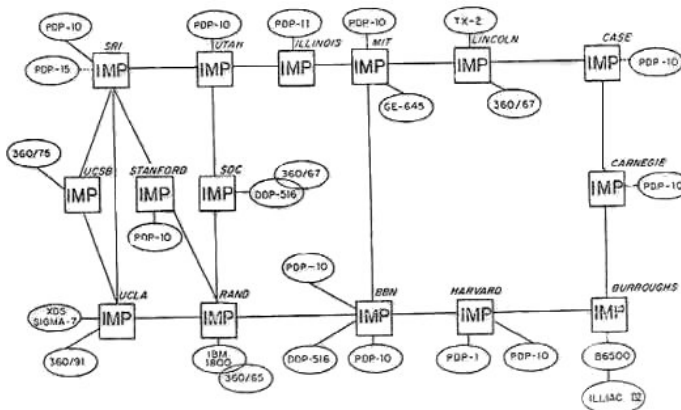 PDP-10
PDP-10
PDP-11
PDP-10
TX-2
SRI
UTAH
ILLINOIS
MIT
LINCOLN
CASE
PDP-15
IMP
IMP
IMP
IMP
IMP
IMP
PDP-10
GE-645
360/67
360/75
UCSB
STANFORD
SDC
360/67
CARNEGIE
IMP
IMP
IMP
DDP-516
IMP
PDP-10
PDP-10
PDP-10
UCLA
RAND
BBN
HARVARD
BURROUGHS
XDS
SIGMA-7
IMP
IMP
IMP
IMP
IMP
360/91
IBM
1800
360/65
DDP-516
PDP-10
PDP-1
PDP-10
B6500
ILLIAC IV